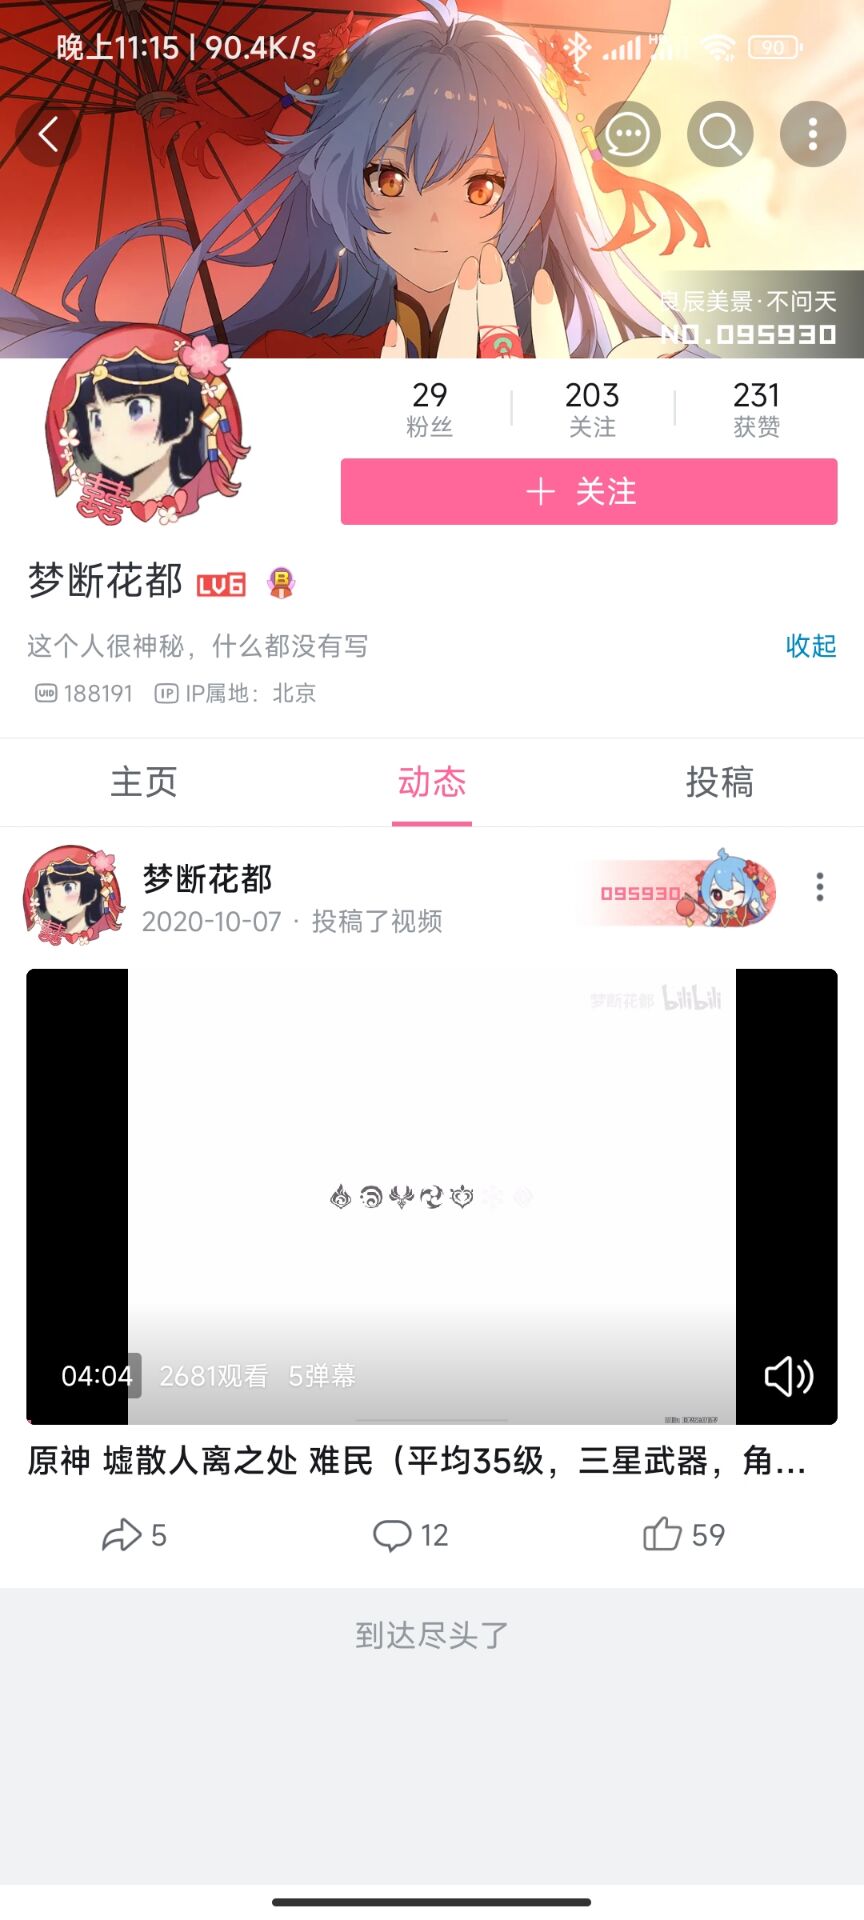 晚上11:15 | 90.4K/s
90
良辰美景·不问天
NO.095930
29
粉丝
203
关注
231
获赞
+ 关注
梦断花都 LV6 B
这个人很神秘，什么都没有写
收起
UID 188191 IP IP属地：北京
主页
动态
投稿
梦断花都
2020-10-07 · 投稿了视频
095930
梦断花都 bilibili
04:04 2681观看 5弹幕
原神 墟散人离之处 难民（平均35级，三星武器，角...
5
12
59
到达尽头了